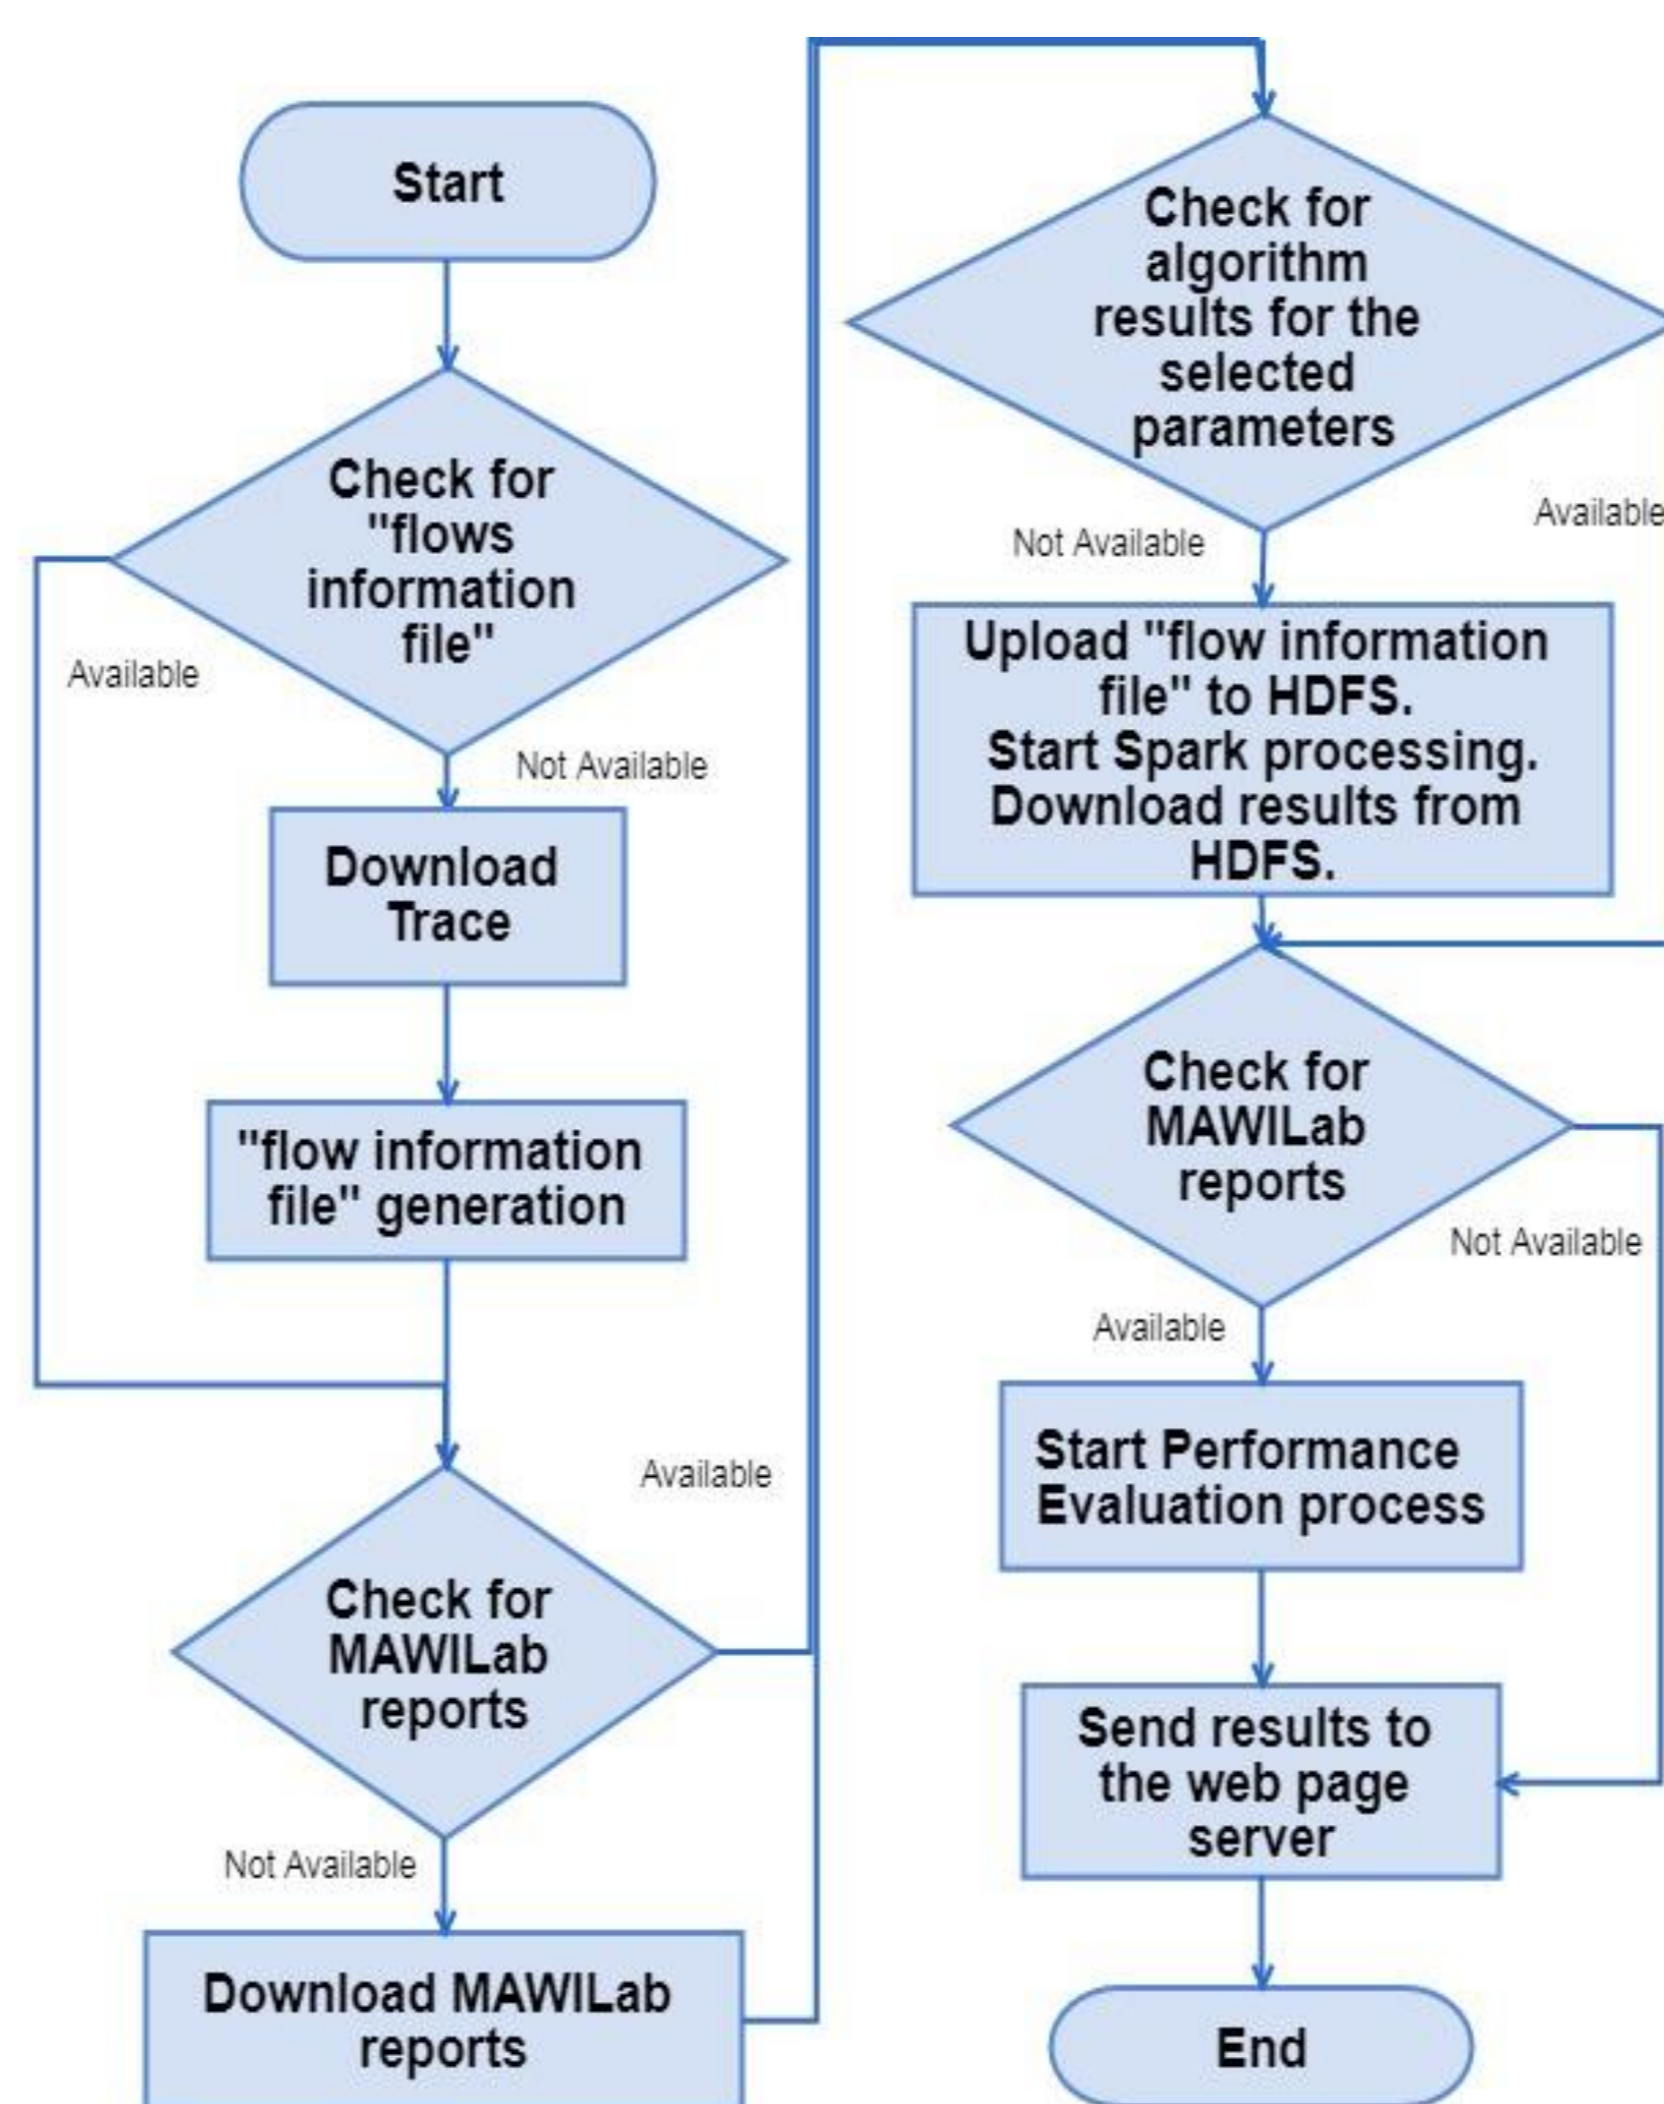 Start
Check for
"flows
information
file"
Available
Not Available
Download
Trace
"flow information
file" generation
Available
Check for
MAWILab
reports
Not Available
Download MAWILab
reports
Check for
algorithm
results for the
selected
parameters
Not Available
Available
Upload "flow information
file" to HDFS.
Start Spark processing.
Download results from
HDFS.
Check for
MAWILab
reports
Not Available
Available
Start Performance
Evaluation process
Send results to
the web page
server
End